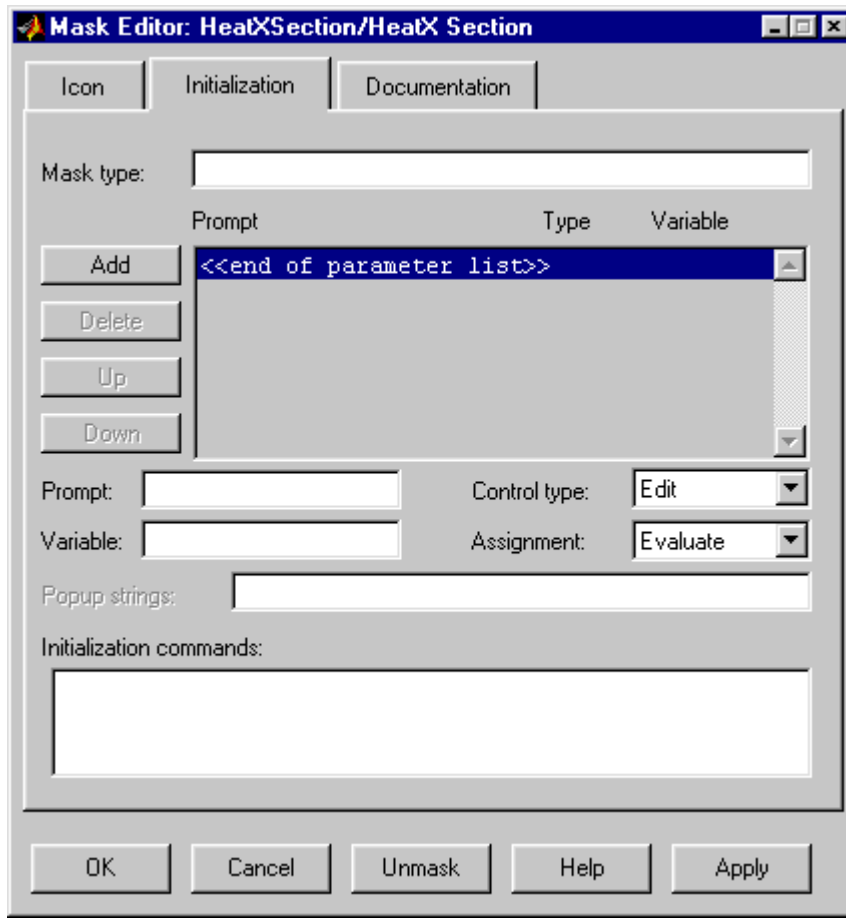 Mask Editor: HeatXSection/HeatX Section
Icon Initialization Documentation
Mask type:
Prompt Type Variable
Add <<end of parameter list>>
Delete
Up
Down
Prompt: Control type: Edit
Variable: Assignment: Evaluate
Popup strings:
Initialization commands:
OK Cancel Unmask Help Apply